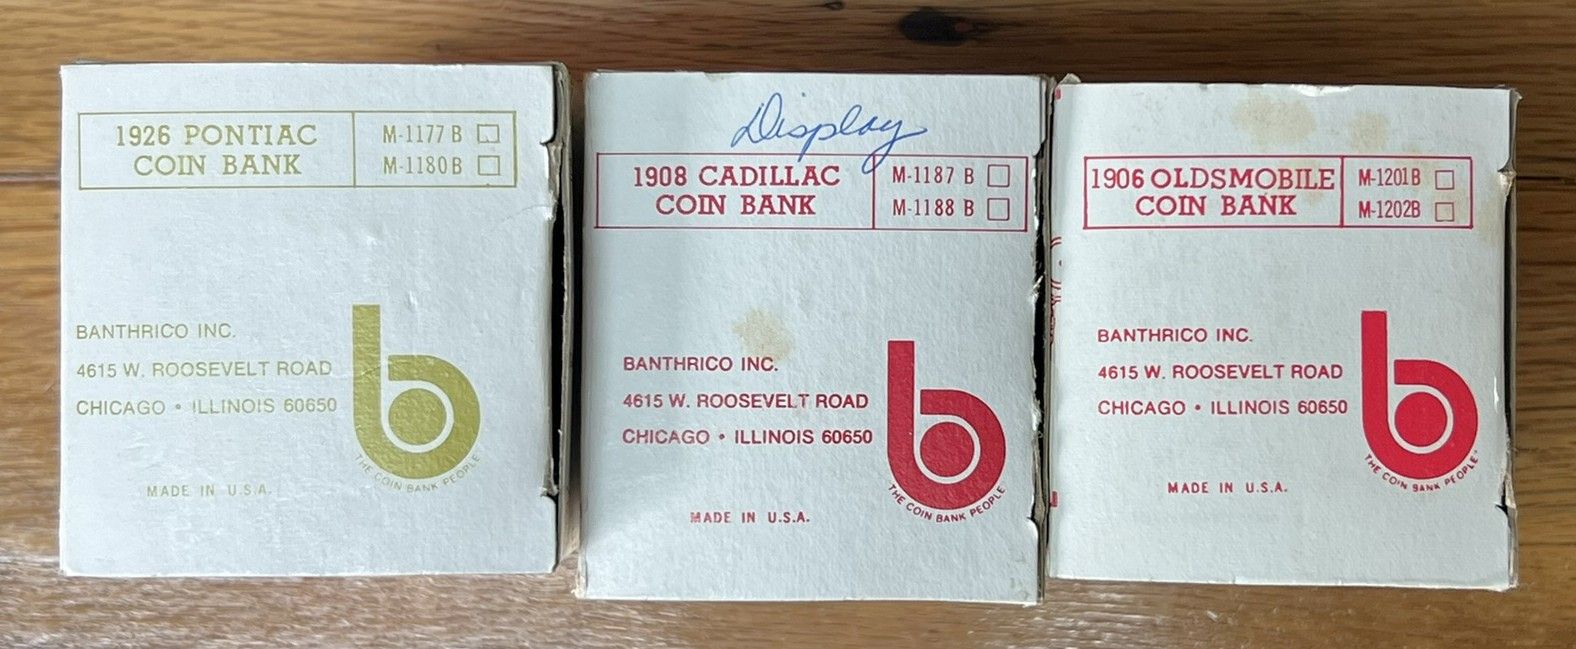 1926 PONTIAC
COIN BANK
M-1177 B
M-1180 B
BANTHRICO INC.
4615 W. ROOSEVELT ROAD
CHICAGO • ILLINOIS 60650
b
THE COIN BANK PEOPLE
MADE IN U.S.A.
Display
1908 CADILLAC
COIN BANK
M-1187 B
M-1188 B
BANTHRICO INC.
4615 W. ROOSEVELT ROAD
CHICAGO • ILLINOIS 60650
b
THE COIN BANK PEOPLE
MADE IN U.S.A.
1906 OLDSMOBILE
COIN BANK
M-1201B
M-1202B
BANTHRICO INC.
4615 W. ROOSEVELT ROAD
CHICAGO • ILLINOIS 60650
b
THE COIN BANK PEOPLE
MADE IN U.S.A.